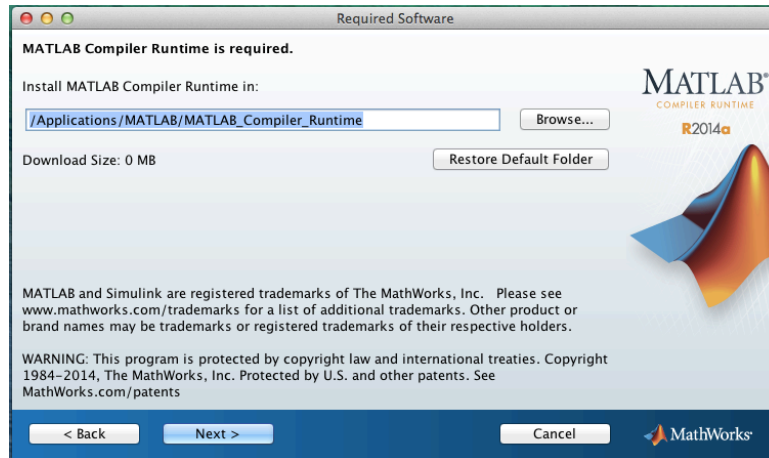 Required Software
MATLAB Compiler Runtime is required.
Install MATLAB Compiler Runtime in:
/Applications/MATLAB/MATLAB_Compiler_Runtime
Browse...
Download Size: 0 MB
Restore Default Folder
MATLAB®
COMPILER RUNTIME
R2014a
MATLAB and Simulink are registered trademarks of The MathWorks, Inc.   Please see
www.mathworks.com/trademarks for a list of additional trademarks. Other product or
brand names may be trademarks or registered trademarks of their respective holders.
WARNING: This program is protected by copyright law and international treaties. Copyright
1984-2014, The MathWorks, Inc. Protected by U.S. and other patents. See
MathWorks.com/patents
< Back
Next >
Cancel
MathWorks®